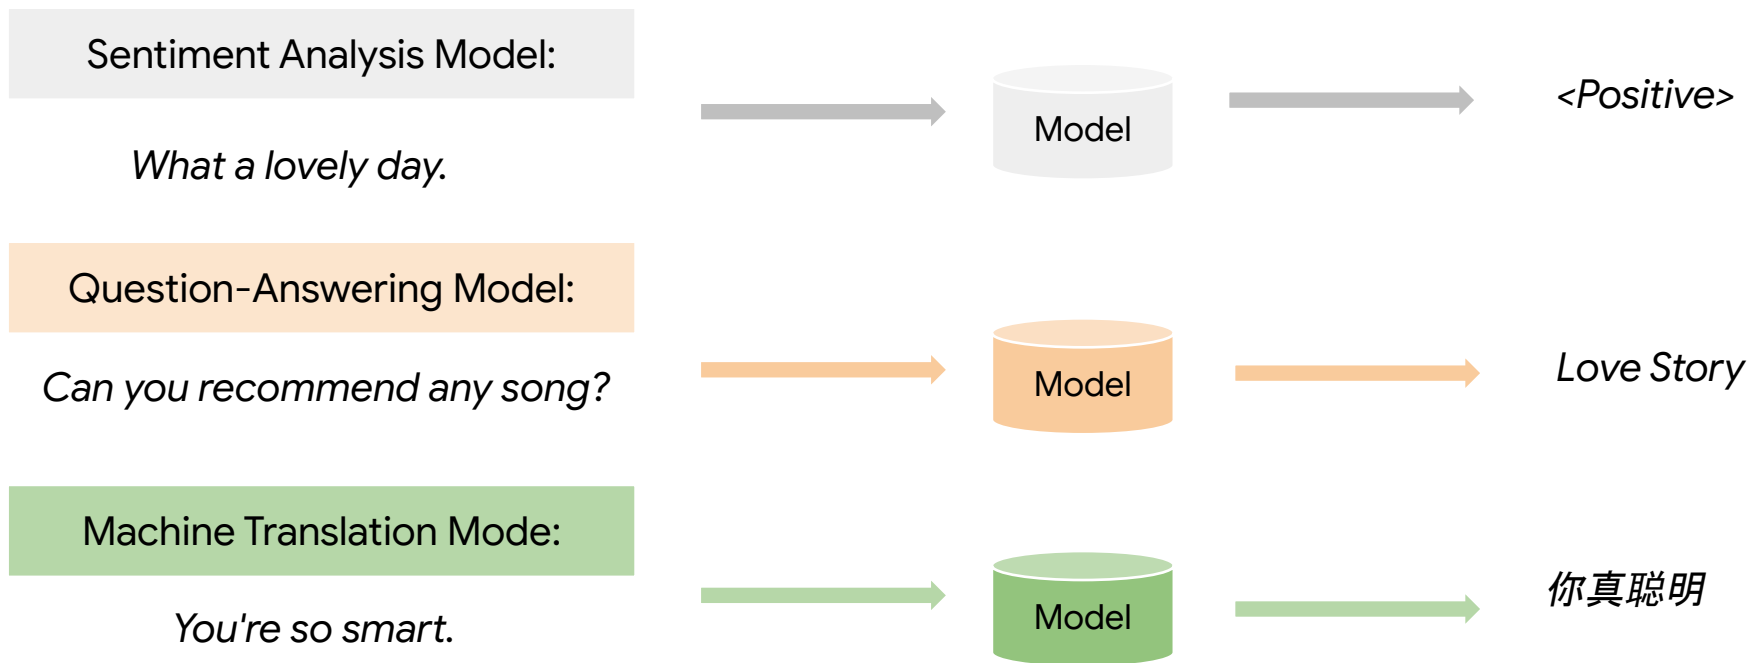 Sentiment Analysis Model:
What a lovely day.
Model
<Positive>
Question-Answering Model:
Can you recommend any song?
Model
Love Story
Machine Translation Mode:
You're so smart.
Model
你真聪明